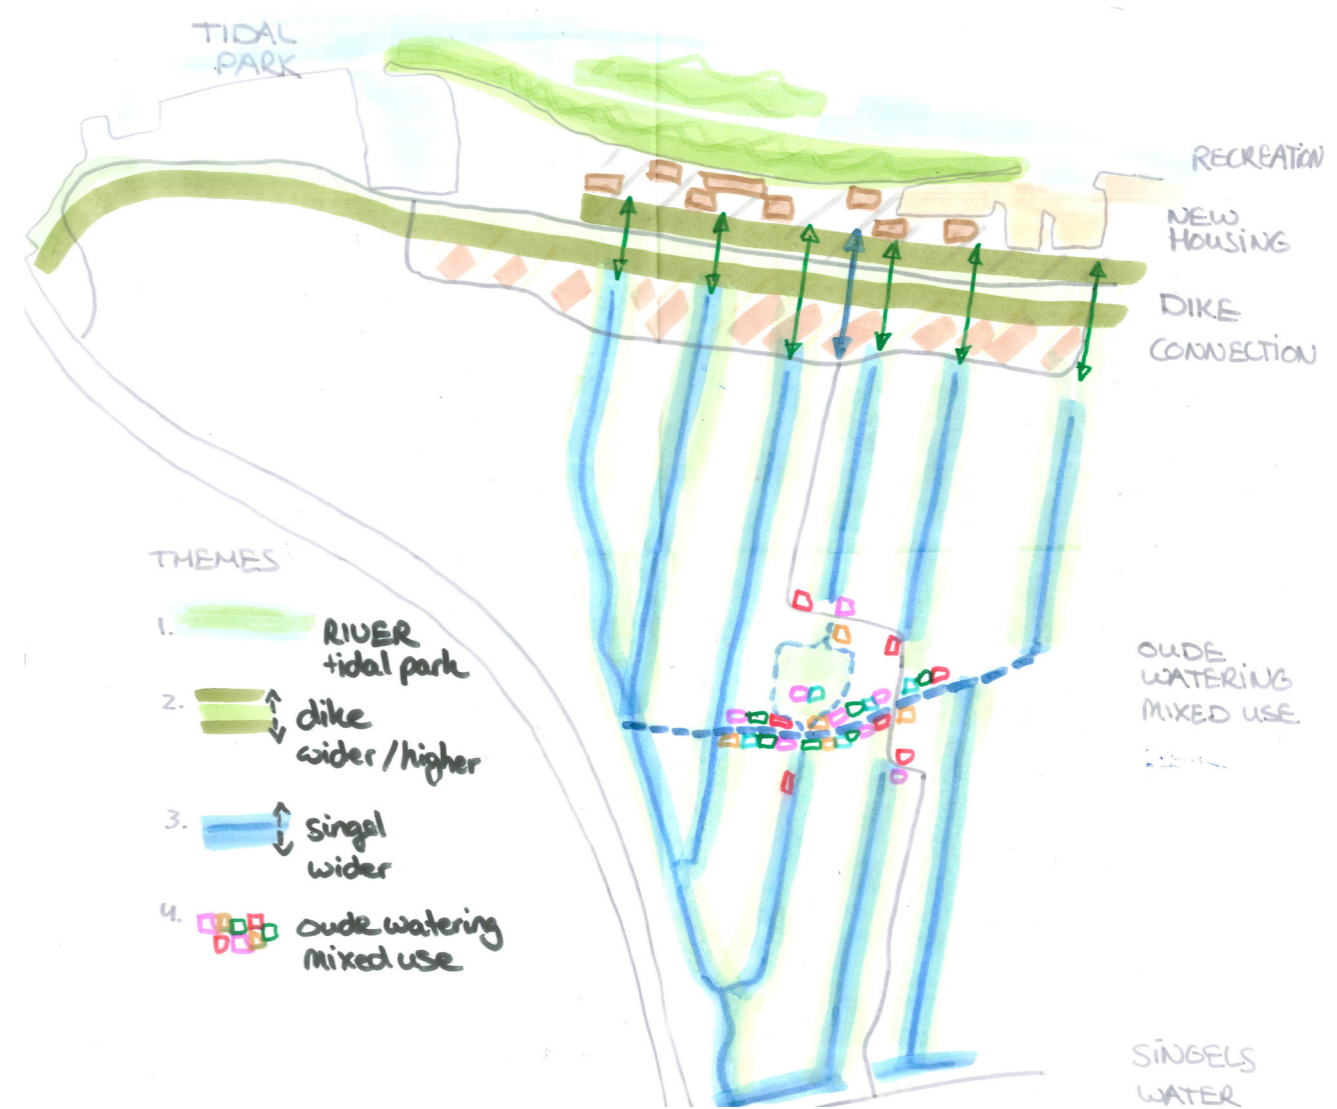 TIDAL
PARK
RECREATION
NEW
HOUSING
DIKE
CONNECTION
THEMES
1. RIVER
tidal park
2. dike
wider/higher
3. singel
wider
4. oude watering
mixed use
OUDE
WATERING
MIXED USE
SINGELS
WATER